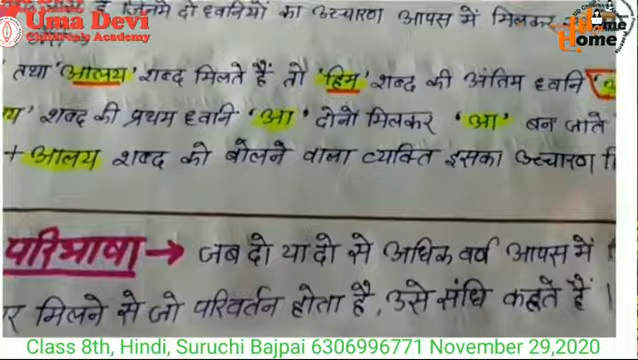 Uma Devi
Children's Academy
है जिनमे दो ध्वनियों का उच्चारण आपस में मिलकर
Home
तथा 'आलय' शब्द मिलते हैं तो 'हिम' शब्द की अंतिम ध्वनि
य' शब्द की प्रथम ध्वनि 'आ' दोनों मिलकर 'आ' बन जाते
+ आलय शब्द को बोलने वाला व्यक्ति इसका उच्चारण
परिभाषा → जब दो या दो से अधिक वर्ण आपस में
र मिलने से जो परिवर्तन होता है, उसे संधि कहते हैं ।
Class 8th, Hindi, Suruchi Bajpai 6306996771 November 29,2020